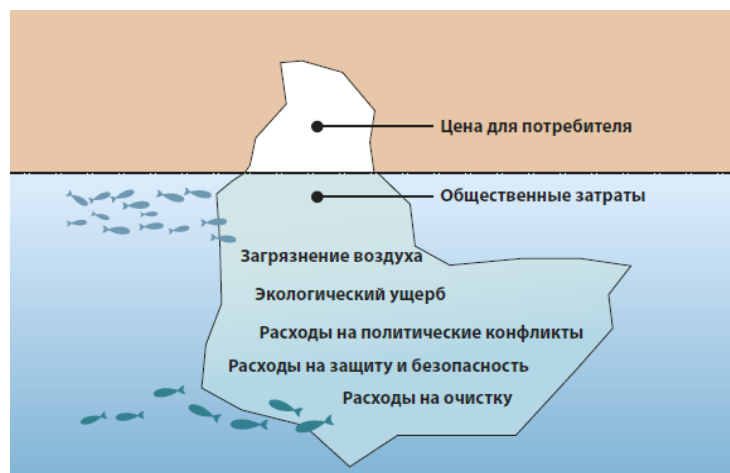 Цена для потребителя
Общественные затраты
Загрязнение воздуха
Экологический ущерб
Расходы на политические конфликты
Расходы на защиту и безопасность
Расходы на очистку